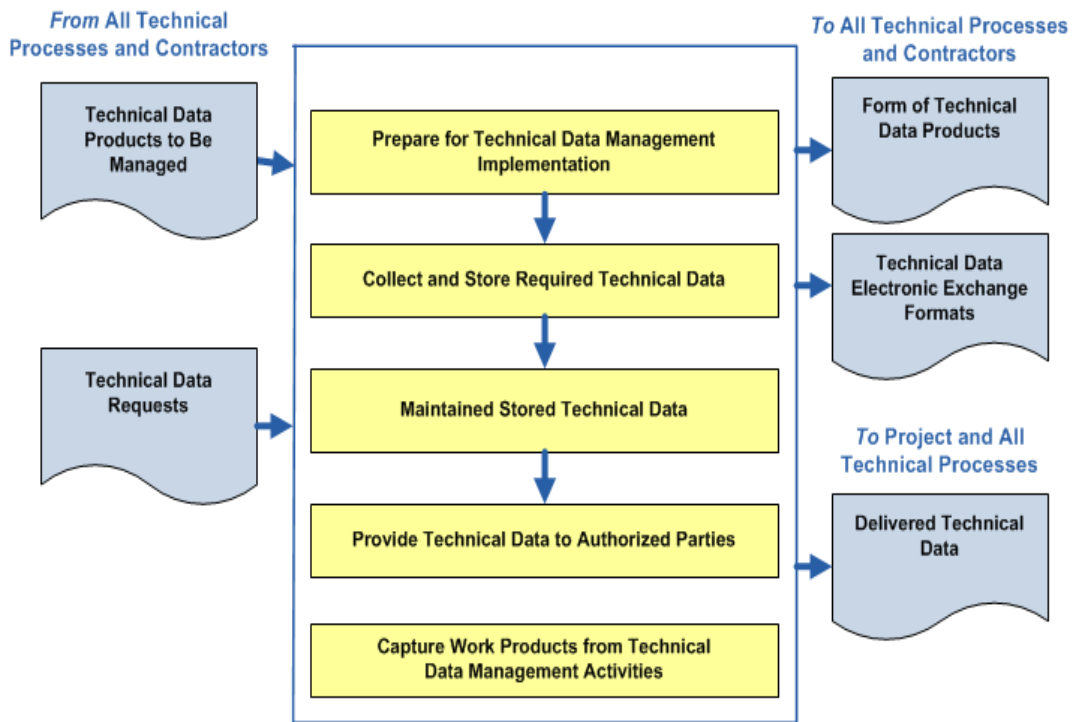 From All Technical
Processes and Contractors
Technical Data
Products to Be
Managed
Technical Data
Requests
Prepare for Technical Data Management
Implementation
Collect and Store Required Technical Data
Maintained Stored Technical Data
Provide Technical Data to Authorized Parties
Capture Work Products from Technical
Data Management Activities
To All Technical Processes
and Contractors
Form of Technical
Data Products
Technical Data
Electronic Exchange
Formats
To Project and All
Technical Processes
Delivered Technical
Data